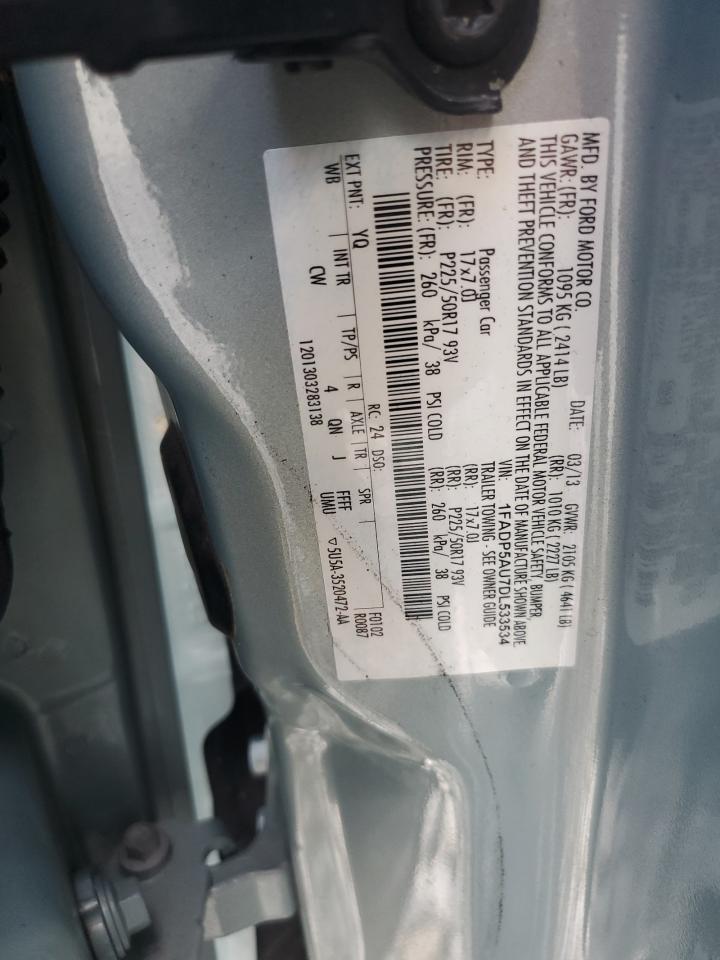 MFD. BY FORD MOTOR CO.
DATE: 03/13 GVWR: 2105 KG ( 4641 LB)
GAWR: (FR): 1095 KG ( 2414 LB) (RR): 1010 KG ( 2227 LB)
THIS VEHICLE CONFORMS TO ALL APPLICABLE FEDERAL MOTOR VEHICLE SAFETY, BUMPER,
AND THEFT PREVENTION STANDARDS IN EFFECT ON THE DATE OF MANUFACTURE SHOWN ABOVE.
VIN: 1FADP5AU7DL533534
TYPE: Passenger Car TRAILER TOWING - SEE OWNER GUIDE
RIM: (FR): 17x7.0J (RR): 17x7.0J
TIRE: (FR): P225/50R17 93V (RR): P225/50R17 93V
PRESSURE: (FR): 260 kPa/ 38 PSI COLD (RR): 260 kPa/ 38 PSI COLD
F0102
EXT PNT: YQ RC: 24 DSO: R0087
WB | INT TR | TP/PS | R | AXLE | TR | SPR |
CW 4 QN J FFFF
1201303283138 UMU ▽5U5A-3520472-AA